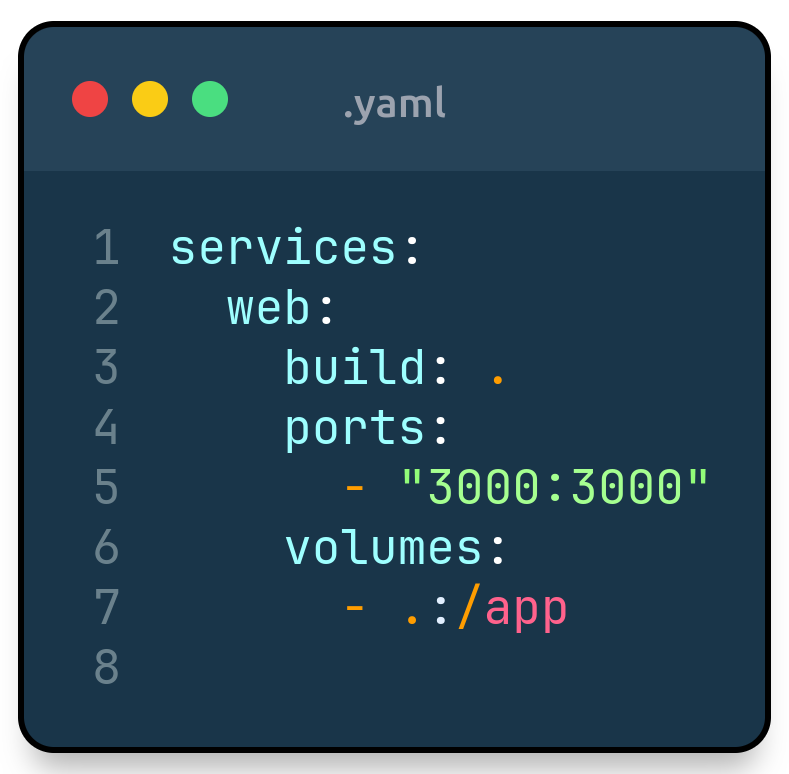 .yaml
1 services:
2   web:
3     build: .
4     ports:
5       - "3000:3000"
6     volumes:
7       - .:/app
8